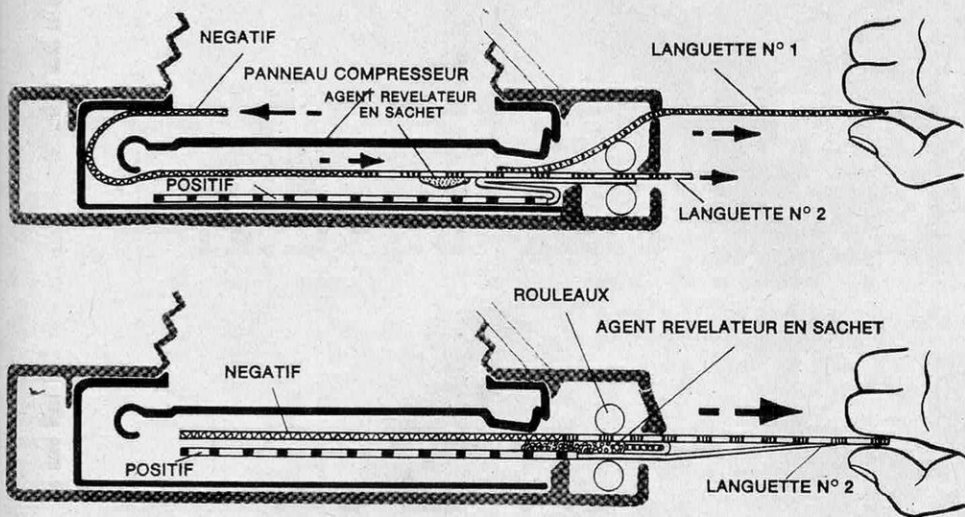 NEGATIF
LANGUETTE N° 1
PANNEAU COMPRESSEUR
AGENT REVELATEUR
EN SACHET
POSITIF
LANGUETTE N° 2
ROULEAUX
AGENT REVELATEUR EN SACHET
NEGATIF
POSITIF
LANGUETTE N° 2